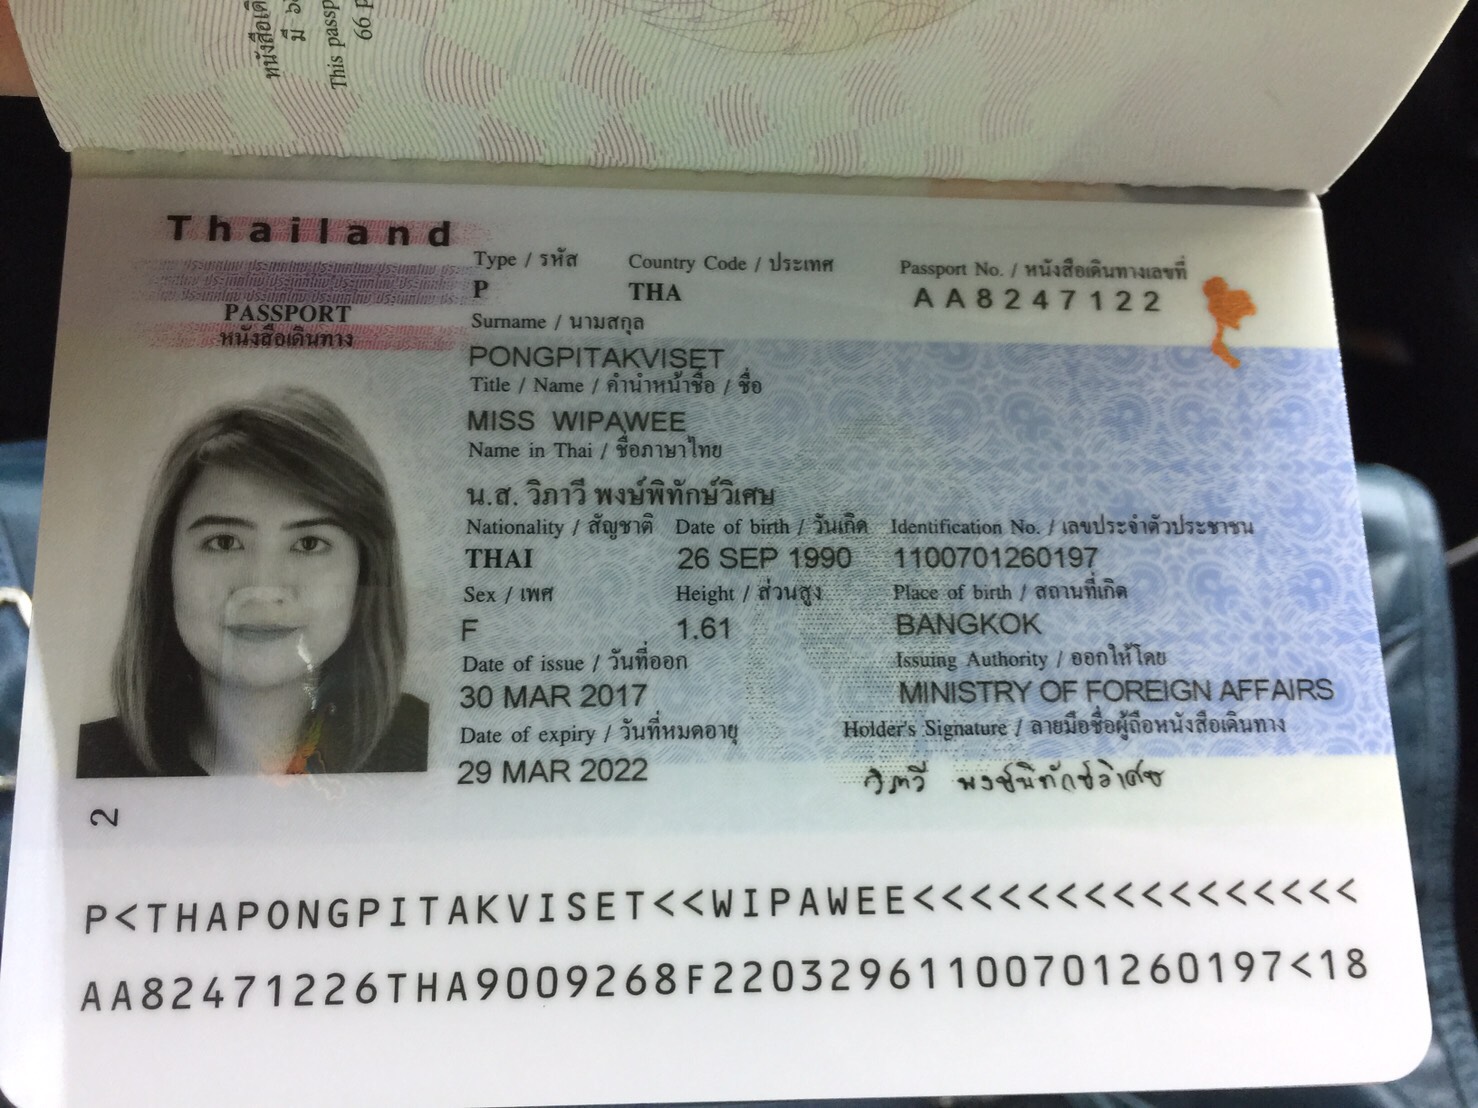 หนังสือเดิ
มี
This passp
66 p
Thailand
PASSPORT
หนังสือเดินทาง
Type / รหัส Country Code / ประเทศ Passport No. / หนังสือเดินทางเลขที่
P THA AA8247122
Surname / นามสกุล
PONGPITAKVISET
Title / Name / คำนำหน้าชื่อ / ชื่อ
MISS WIPAWEE
Name in Thai / ชื่อภาษาไทย
น.ส. วิภาวี พงษ์พิทักษ์วิเศษ
Nationality / สัญชาติ Date of birth / วันเกิด Identification No. / เลขประจำตัวประชาชน
THAI 26 SEP 1990 1100701260197
Sex / เพศ Height / ส่วนสูง Place of birth / สถานที่เกิด
F 1.61 BANGKOK
Date of issue / วันที่ออก Issuing Authority / ออกให้โดย
30 MAR 2017 MINISTRY OF FOREIGN AFFAIRS
Date of expiry / วันที่หมดอายุ Holder's Signature / ลายมือชื่อผู้ถือหนังสือเดินทาง
29 MAR 2022 วิภาวี พงษ์พิทักษ์วิเศษ
2
P<THAPONGPITAKVISET<<WIPAWEE<<<<<<<<<<<<<<<<
AA82471226THA9009268F22032961100701260197<18